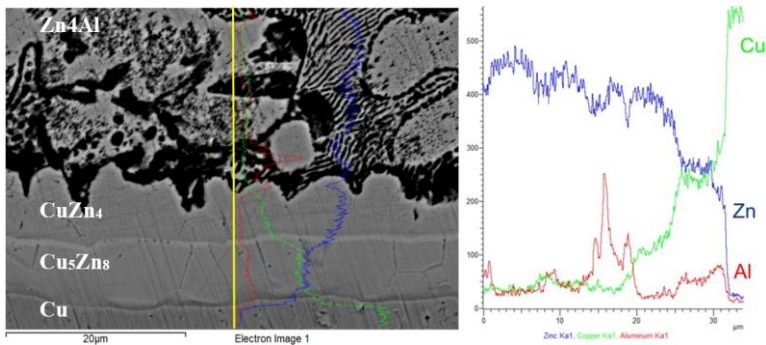 Zn4Al
CuZn₄
Cu₅Zn₈
Cu
20µm
Electron Image 1
600
500
400
300
200
100
0
0
10
20
30
µm
Cu
Zn
Al
Zinc Ka1, Copper Ka1, Aluminum Ka1